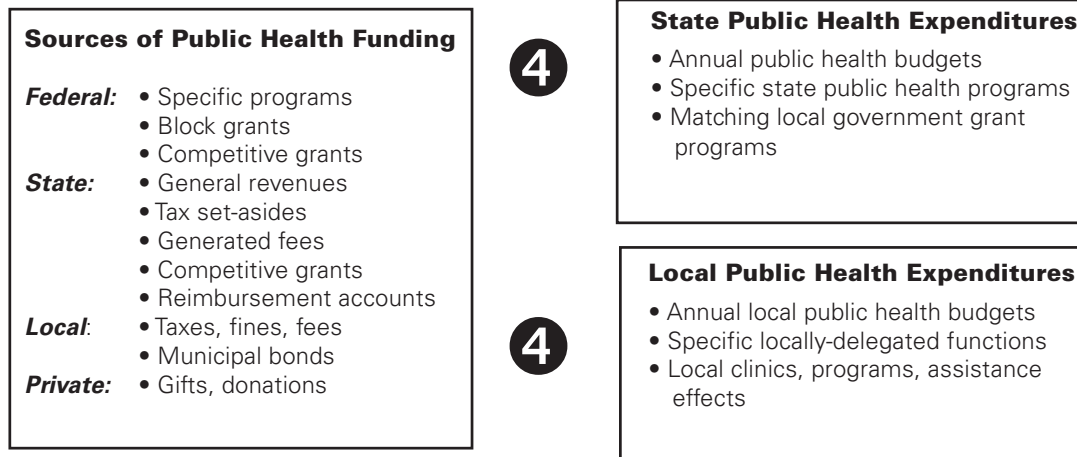 Sources of Public Health Funding
Federal: • Specific programs
• Block grants
• Competitive grants
State: • General revenues
• Tax set-asides
• Generated fees
• Competitive grants
• Reimbursement accounts
Local: • Taxes, fines, fees
• Municipal bonds
Private: • Gifts, donations
4
4
State Public Health Expenditures
• Annual public health budgets
• Specific state public health programs
• Matching local government grant
programs
Local Public Health Expenditures
• Annual local public health budgets
• Specific locally-delegated functions
• Local clinics, programs, assistance
effects